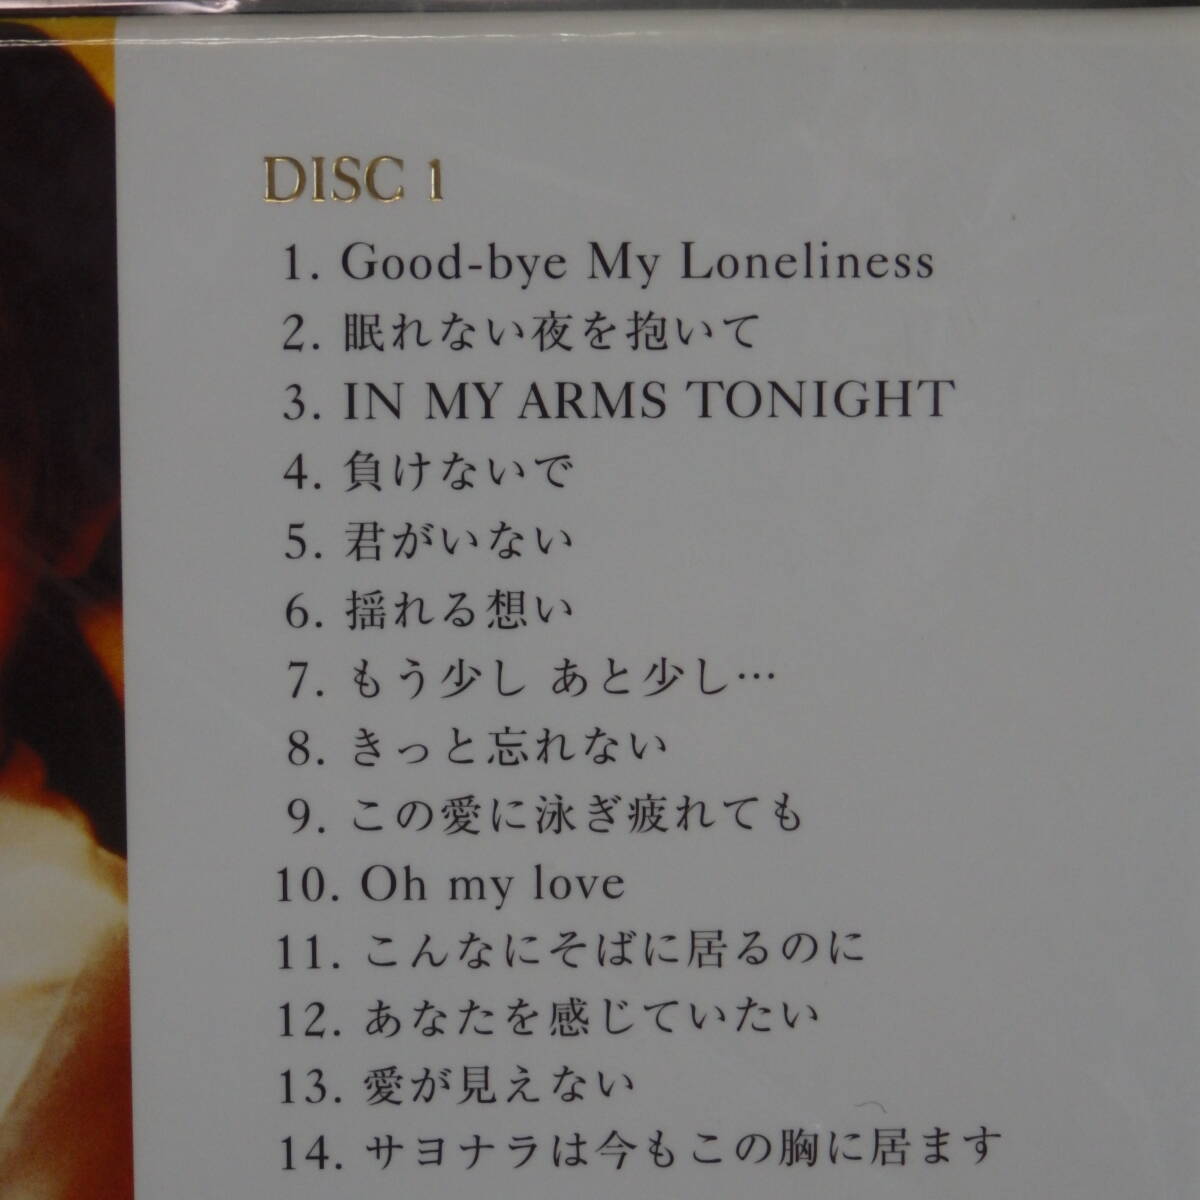 DISC 1
1. Good-bye My Loneliness
2. 眠れない夜を抱いて
3. IN MY ARMS TONIGHT
4. 負けないで
5. 君がいない
6. 揺れる想い
7. もう少し あと少し…
8. きっと忘れない
9. この愛に泳ぎ疲れても
10. Oh my love
11. こんなにそばに居るのに
12. あなたを感じていたい
13. 愛が見えない
14. サヨナラは今もこの胸に居ます